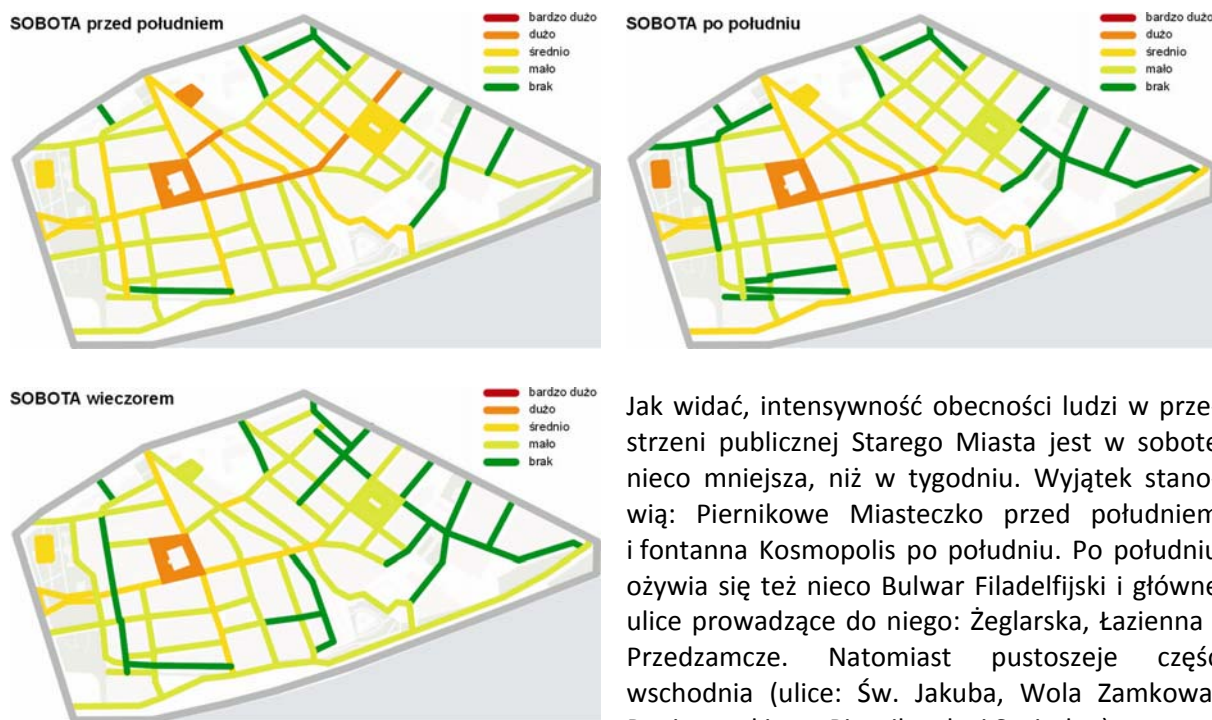 SOBOTA przed południem
bardzo dużo
dużo
średnio
mało
brak
SOBOTA po południu
bardzo dużo
dużo
średnio
mało
brak
SOBOTA wieczorem
bardzo dużo
dużo
średnio
mało
brak
Jak widać, intensywność obecności ludzi w prze
strzeni publicznej Starego Miasta jest w sobotę
nieco mniejsza, niż w tygodniu. Wyjątek stano
wią: Piernikowe Miasteczko przed południem
i fontanna Kosmopolis po południu. Po południu
ożywia się też nieco Bulwar Filadelfijski i główne
ulice prowadzące do niego: Żeglarska, Łazienna
Przedzamcze. Natomiast pustoszeje część
wschodnia (ulice: Św. Jakuba, Wola Zamkowa